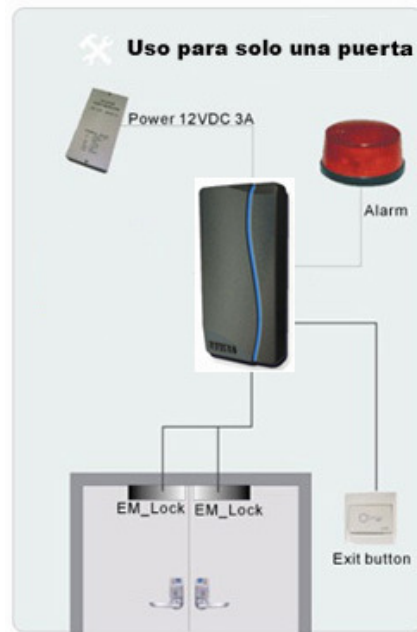 Uso para solo una puerta
Power 12VDC 3A
Alarm
EM_Lock EM_Lock
Exit button